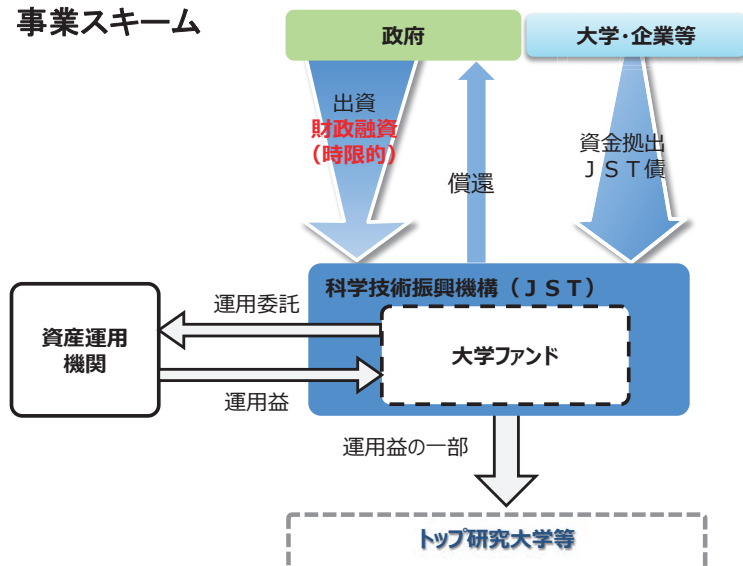 事業スキーム
政府
大学・企業等
出資
財政融資
(時限的)
償還
資金拠出
JST債
科学技術振興機構(JST)
運用委託
資産運用
機関
大学ファンド
運用益
運用益の一部
トップ研究大学等